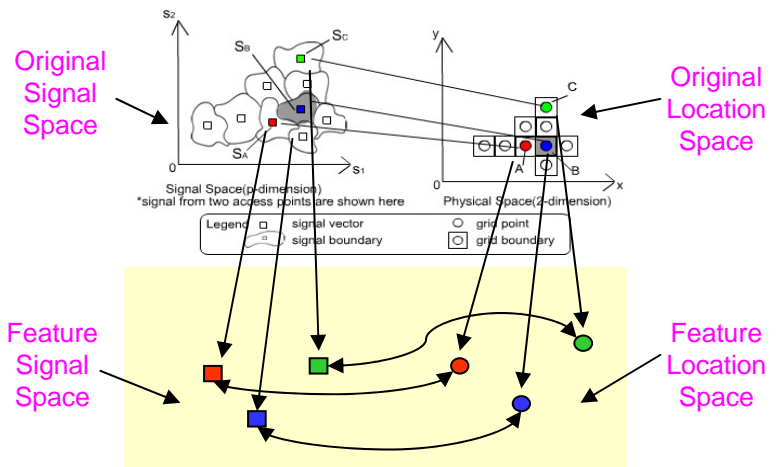 Original
Signal
Space
s2
SB
SC
SA
0
s1
Signal Space(p-dimension)
*signal from two access points are shown here
y
C
A
B
0
x
Physical Space(2-dimension)
Original
Location
Space
Legend
signal vector
grid point
signal boundary
grid boundary
Feature
Signal
Space
Feature
Location
Space